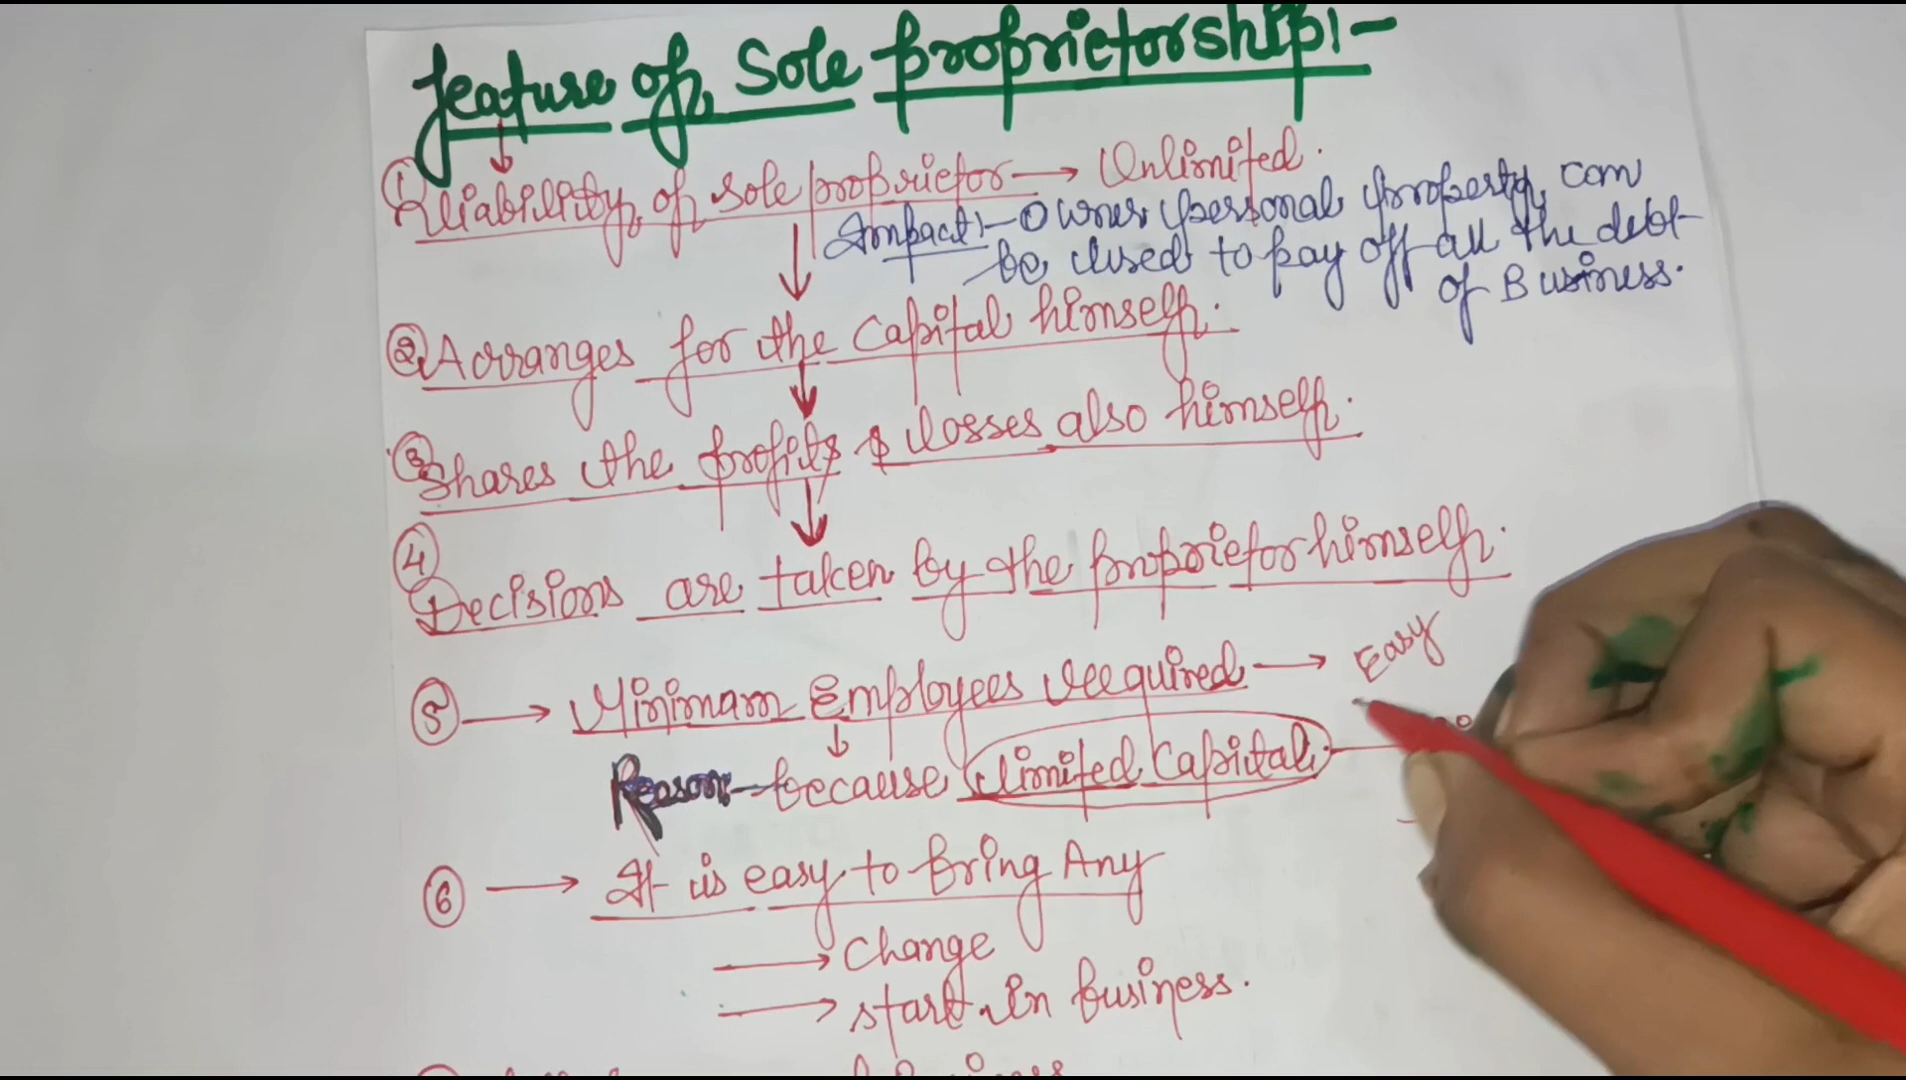 Feature of Sole proprietorship:-
① Liability of sole proprietor → Unlimited.
Impact:- Owner personal property can
be used to pay off all the debt
of Business.
② Arranges for the capital himself.
③ Shares the profits & losses also himself.
④ Decisions are taken by the proprietor himself.
⑤ → Minimam Employees required → Easy
Reason - because limited capital.
⑥ → It is easy to bring Any
→ Change
→ start in business.